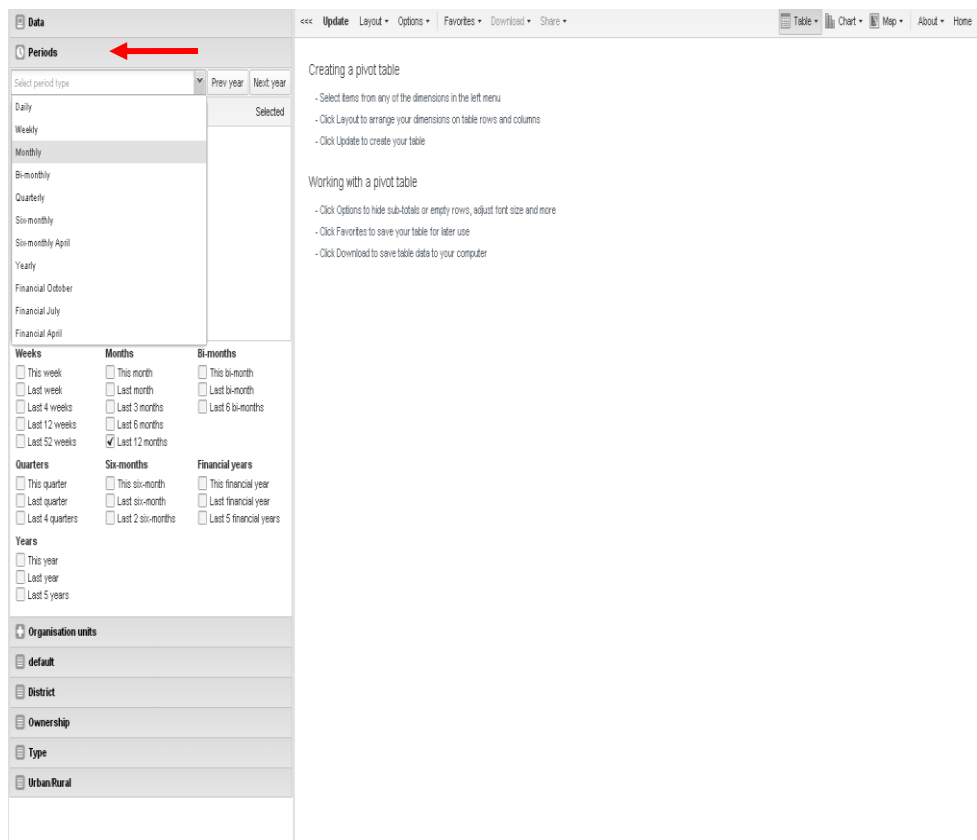 Data
<<< Update Layout Options Favorites Download Share Table Chart Map About Home
Periods
Select period type Prev year Next year
Selected
Daily
Weekly
Monthly
Bi-monthly
Quarterly
Six-monthly
Six-monthly April
Yearly
Financial October
Financial July
Financial April
Weeks Months Bi-months
This week This month This bi-month
Last week Last month Last bi-month
Last 4 weeks Last 3 months Last 6 bi-months
Last 12 weeks Last 6 months
Last 52 weeks Last 12 months
Quarters Six-months Financial years
This quarter This six-month This financial year
Last quarter Last six-month Last financial year
Last 4 quarters Last 2 six-months Last 5 financial years
Years
This year
Last year
Last 5 years
Organisation units
default
District
Ownership
Type
Urban/Rural
Creating a pivot table
- Select items from any of the dimensions in the left menu
- Click Layout to arrange your dimensions on table rows and columns
- Click Update to create your table
Working with a pivot table
- Click Options to hide sub-totals or empty rows, adjust font size and more
- Click Favorites to save your table for later use
- Click Download to save table data to your computer